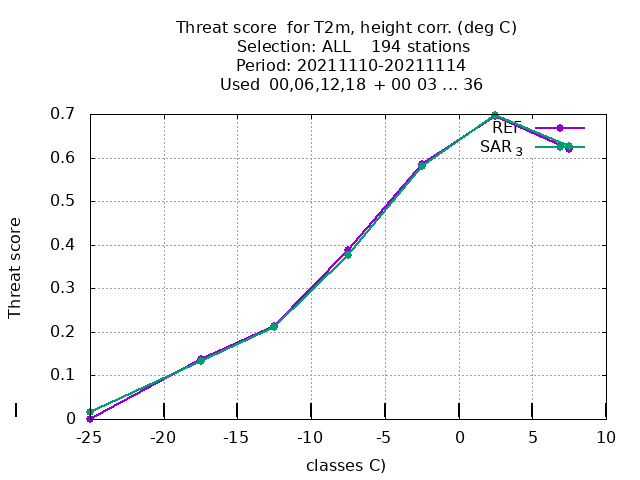 Threat score for T2m, height corr. (deg C)
Selection: ALL 194 stations
Period: 20211110-20211114
Used 00,06,12,18 + 00 03 ... 36
0.7
0.6
0.5
0.4
0.3
0.2
0.1
0
Threat score
REF
SAR 3
-25 -20 -15 -10 -5 0 5 10
classes C)